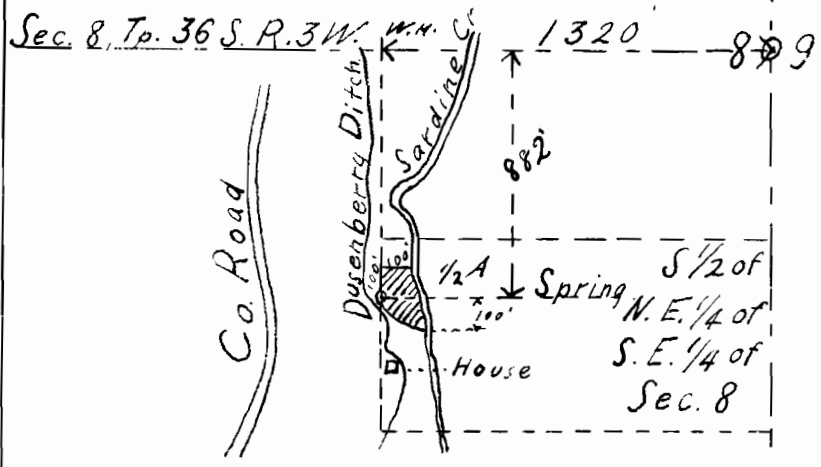 Sec. 8, Tp. 36 S. R. 3 W.
W.H.
1320'
8 9
Dusenberry Ditch
Sardine Cr
882'
Co. Road
100'
100'
1/2 A
Spring
100'
S 1/2 of
N. E. 1/4 of
S. E. 1/4 of
Sec. 8
House